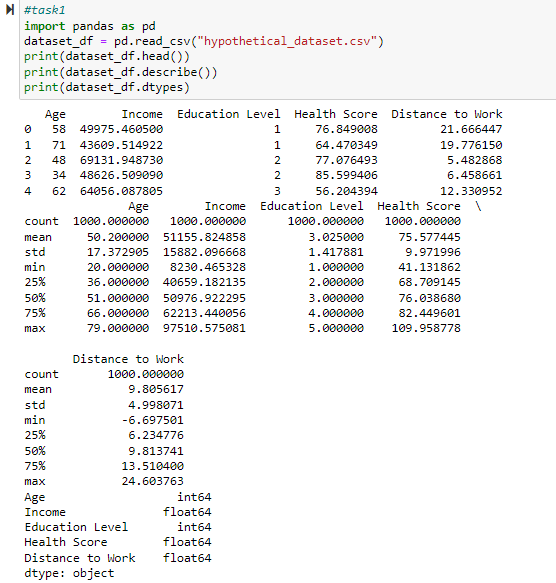 #task1
import pandas as pd
dataset_df = pd.read_csv("hypothetical_dataset.csv")
print(dataset_df.head())
print(dataset_df.describe())
print(dataset_df.dtypes)
   Age        Income  Education Level  Health Score  Distance to Work
0   58  49975.460500                1     76.849008         21.666447
1   71  43609.514922                1     64.470349         19.776150
2   48  69131.948730                2     77.076493          5.482868
3   34  48626.509090                2     85.599406          6.458661
4   62  64056.087805                3     56.204394         12.330952
               Age        Income  Education Level  Health Score  \
count  1000.000000   1000.000000      1000.000000   1000.000000
mean     50.200000  51155.824858         3.025000     75.577445
std      17.372905  15882.096668         1.417881      9.971996
min      20.000000   8230.465328         1.000000     41.131862
25%      36.000000  40659.182135         2.000000     68.709145
50%      51.000000  50976.922295         3.000000     76.038680
75%      66.000000  62213.440056         4.000000     82.449601
max      79.000000  97510.575081         5.000000    109.958778
       Distance to Work
count       1000.000000
mean           9.805617
std            4.998071
min           -6.697501
25%            6.234776
50%            9.813741
75%           13.510400
max           24.603763
Age                   int64
Income              float64
Education Level       int64
Health Score        float64
Distance to Work    float64
dtype: object